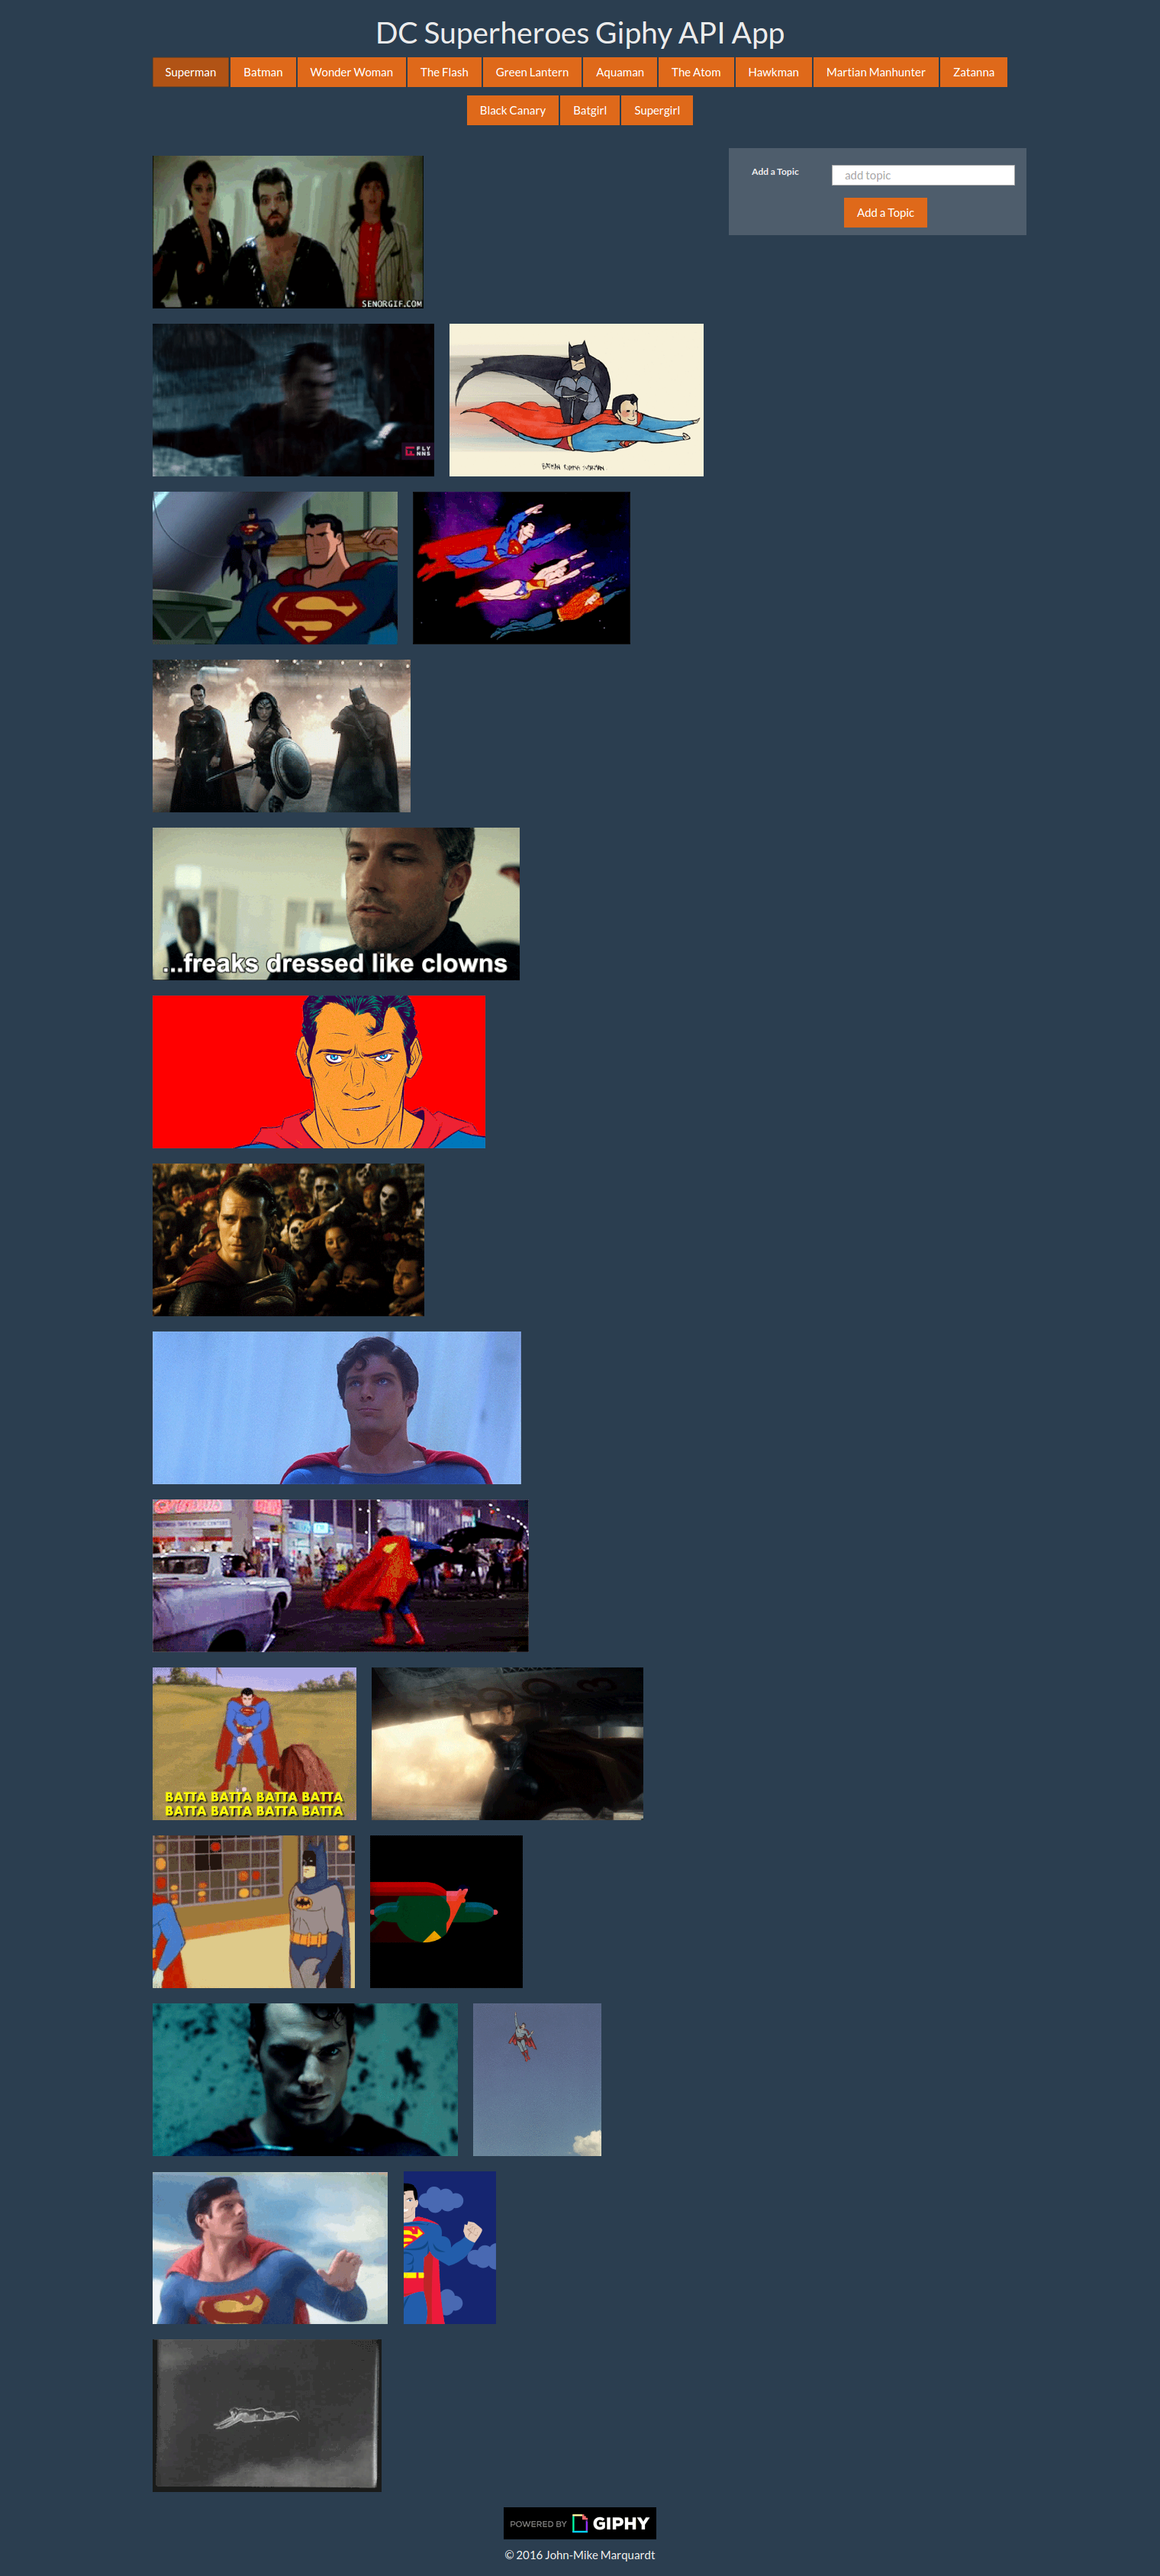 DC Superheroes Giphy API App
Superman Batman Wonder Woman The Flash Green Lantern Aquaman The Atom Hawkman Martian Manhunter Zatanna
Black Canary Batgirl Supergirl
Add a Topic
add topic
Add a Topic
SENORGIF.COM
FLY
NNS
...freaks dressed like clowns
BATTA BATTA BATTA BATTA
BATTA BATTA BATTA BATTA
POWERED BY GIPHY
© 2016 John-Mike Marquardt